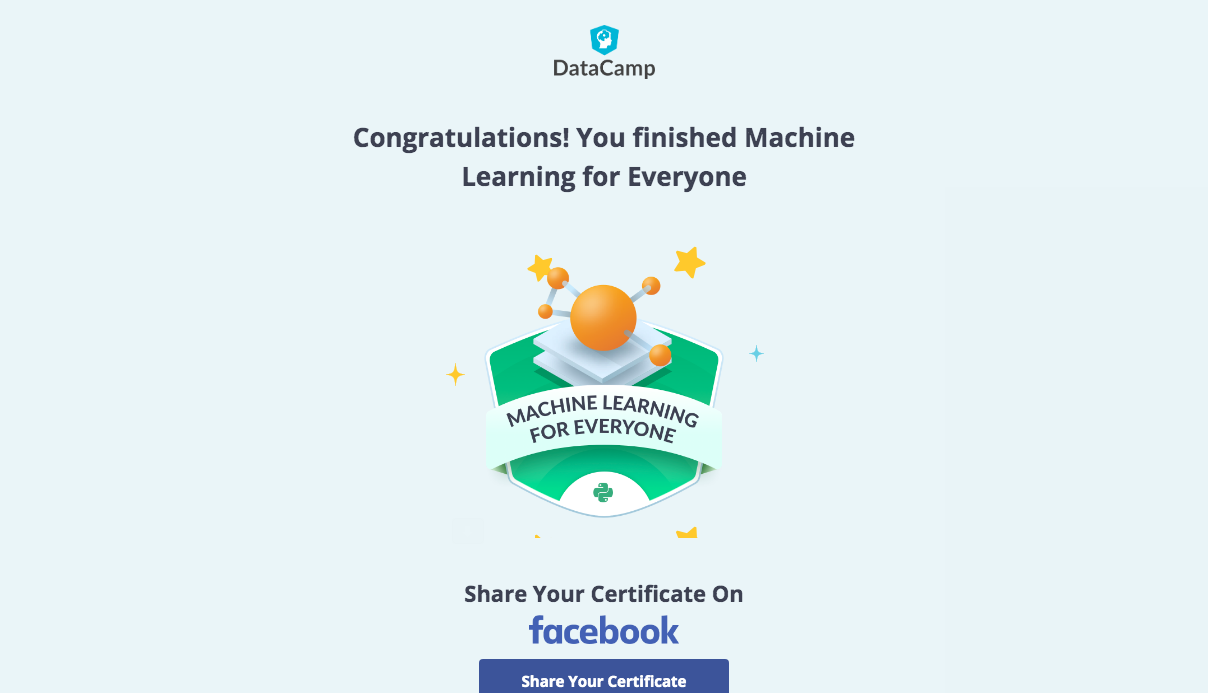 DataCamp
Congratulations! You finished Machine
Learning for Everyone
MACHINE LEARNING
FOR EVERYONE
Share Your Certificate On
facebook
Share Your Certificate